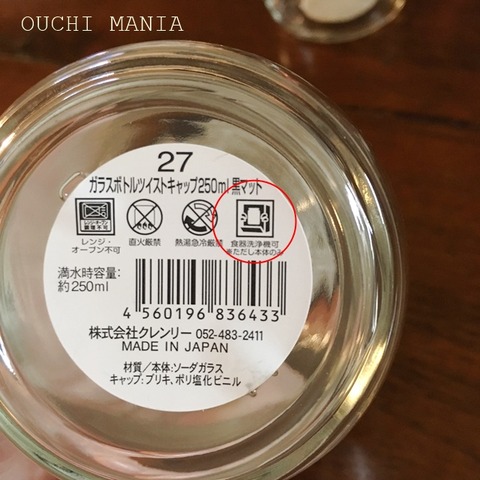 OUCHI MANIA
27
ガラスボトルツイストキャップ250ml 黒マット
レンジ・オーブン不可
直火厳禁
熱湯急冷厳禁
食器洗浄機可
※ただし本体のみ
満水時容量:
約250ml
4 560196 836433
株式会社クレンリー 052-483-2411
MADE IN JAPAN
材質/本体:ソーダガラス
キャップ:ブリキ、ポリ塩化ビニル